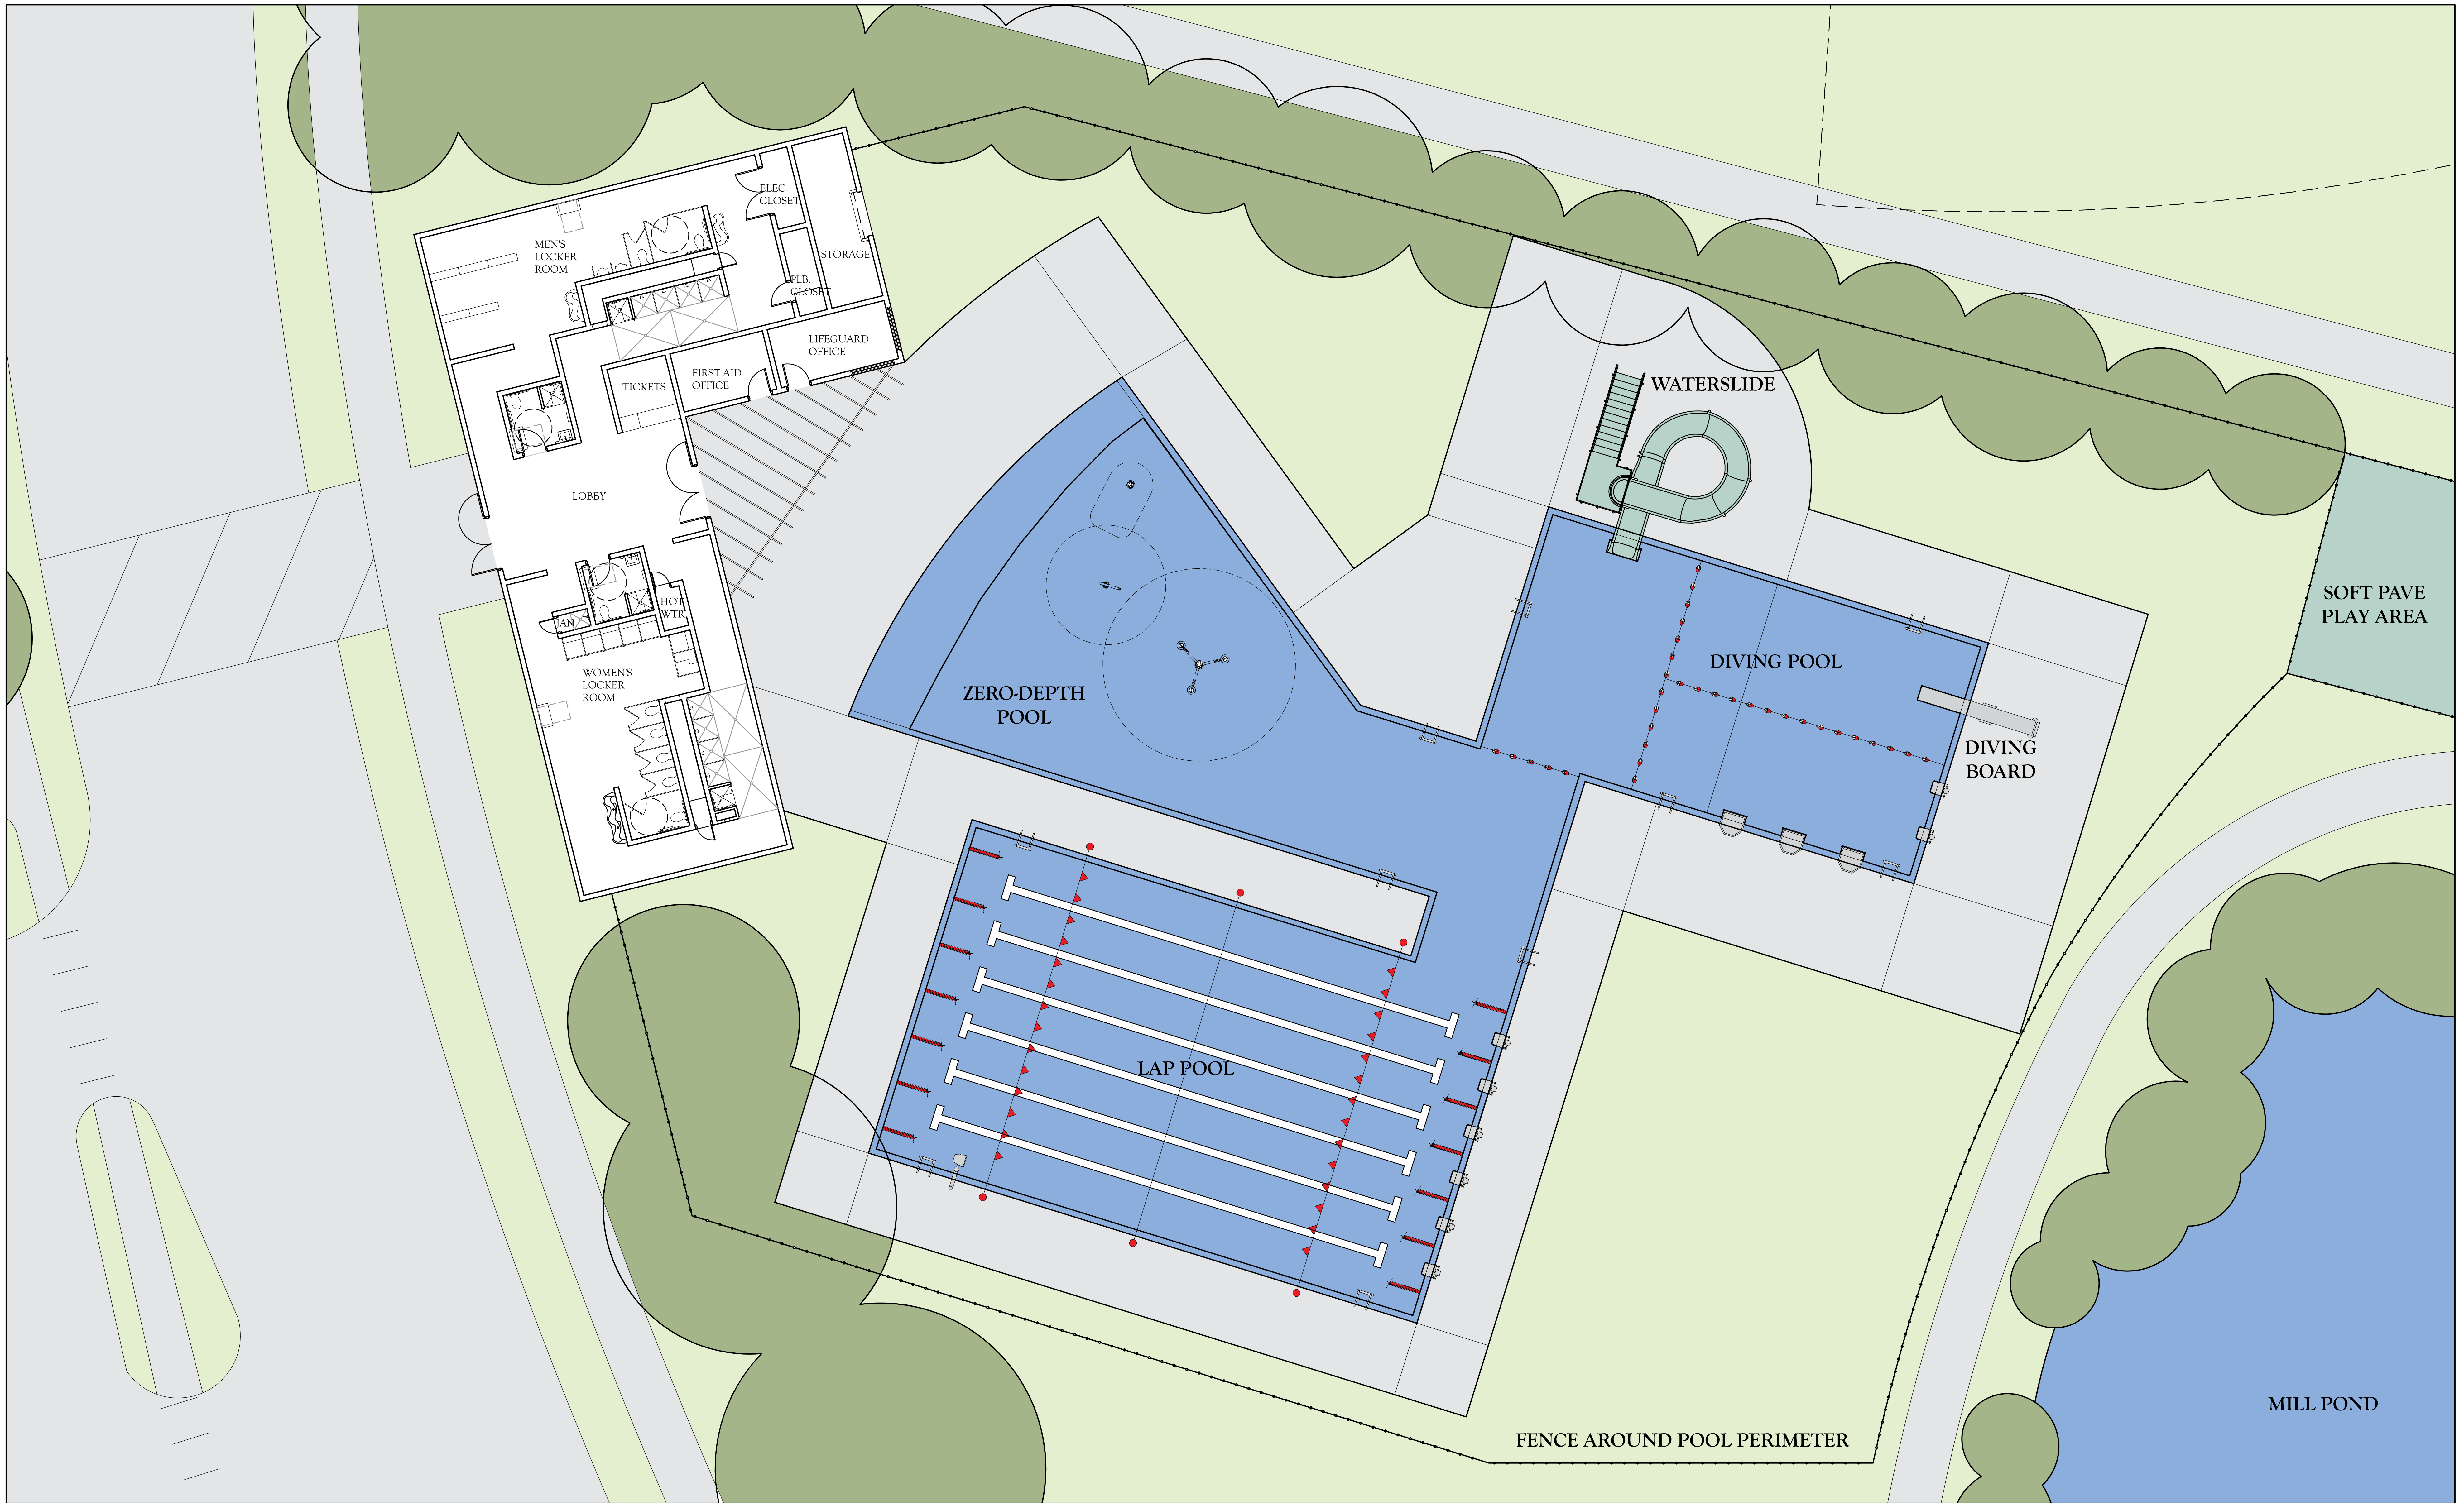 ELEC.
CLOSET
MEN'S
LOCKER
ROOM
STORAGE
PLB.
CLOSET
LIFEGUARD
OFFICE
FIRST AID
OFFICE
TICKETS
WATERSLIDE
LOBBY
SOFT PAVE
PLAY AREA
HOT
WTR.
JAN.
DIVING POOL
WOMEN'S
LOCKER
ROOM
ZERO-DEPTH
POOL
DIVING
BOARD
LAP POOL
MILL POND
FENCE AROUND POOL PERIMETER